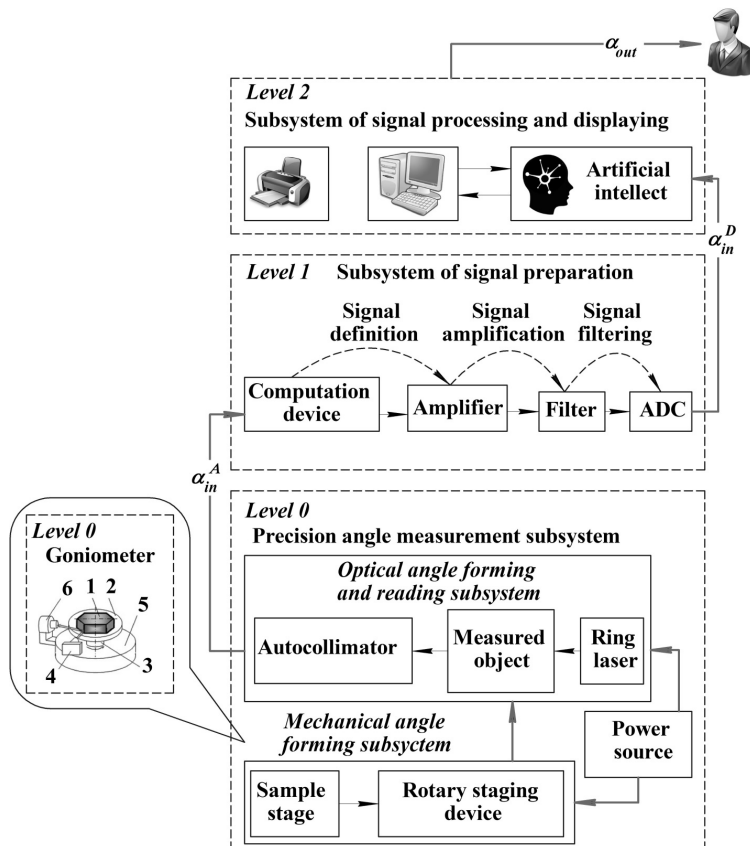 α_out
Level 2
Subsystem of signal processing and displaying
Artificial
intellect
α_in^D
Level 1 Subsystem of signal preparation
Signal
definition
Signal
amplification
Signal
filtering
Computation
device
Amplifier
Filter
ADC
α_in^A
Level 0
Goniometer
6 1 2
5
4
3
Level 0
Precision angle measurement subsystem
Optical angle forming
and reading subsystem
Autocollimator
Measured
object
Ring
laser
Mechanical angle
forming subsyctem
Power
source
Sample
stage
Rotary staging
device